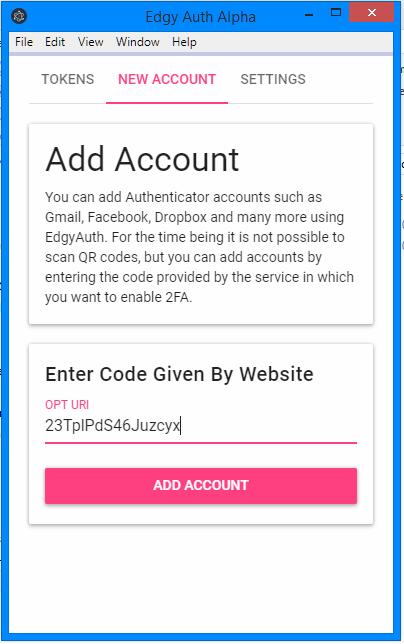 Edgy Auth Alpha
File Edit View Window Help
TOKENS NEW ACCOUNT SETTINGS
Add Account
You can add Authenticator accounts such as
Gmail, Facebook, Dropbox and many more using
EdgyAuth. For the time being it is not possible to
scan QR codes, but you can add accounts by
entering the code provided by the service in which
you want to enable 2FA.
Enter Code Given By Website
OPT URI
23TpIPdS46Juzcyx
ADD ACCOUNT